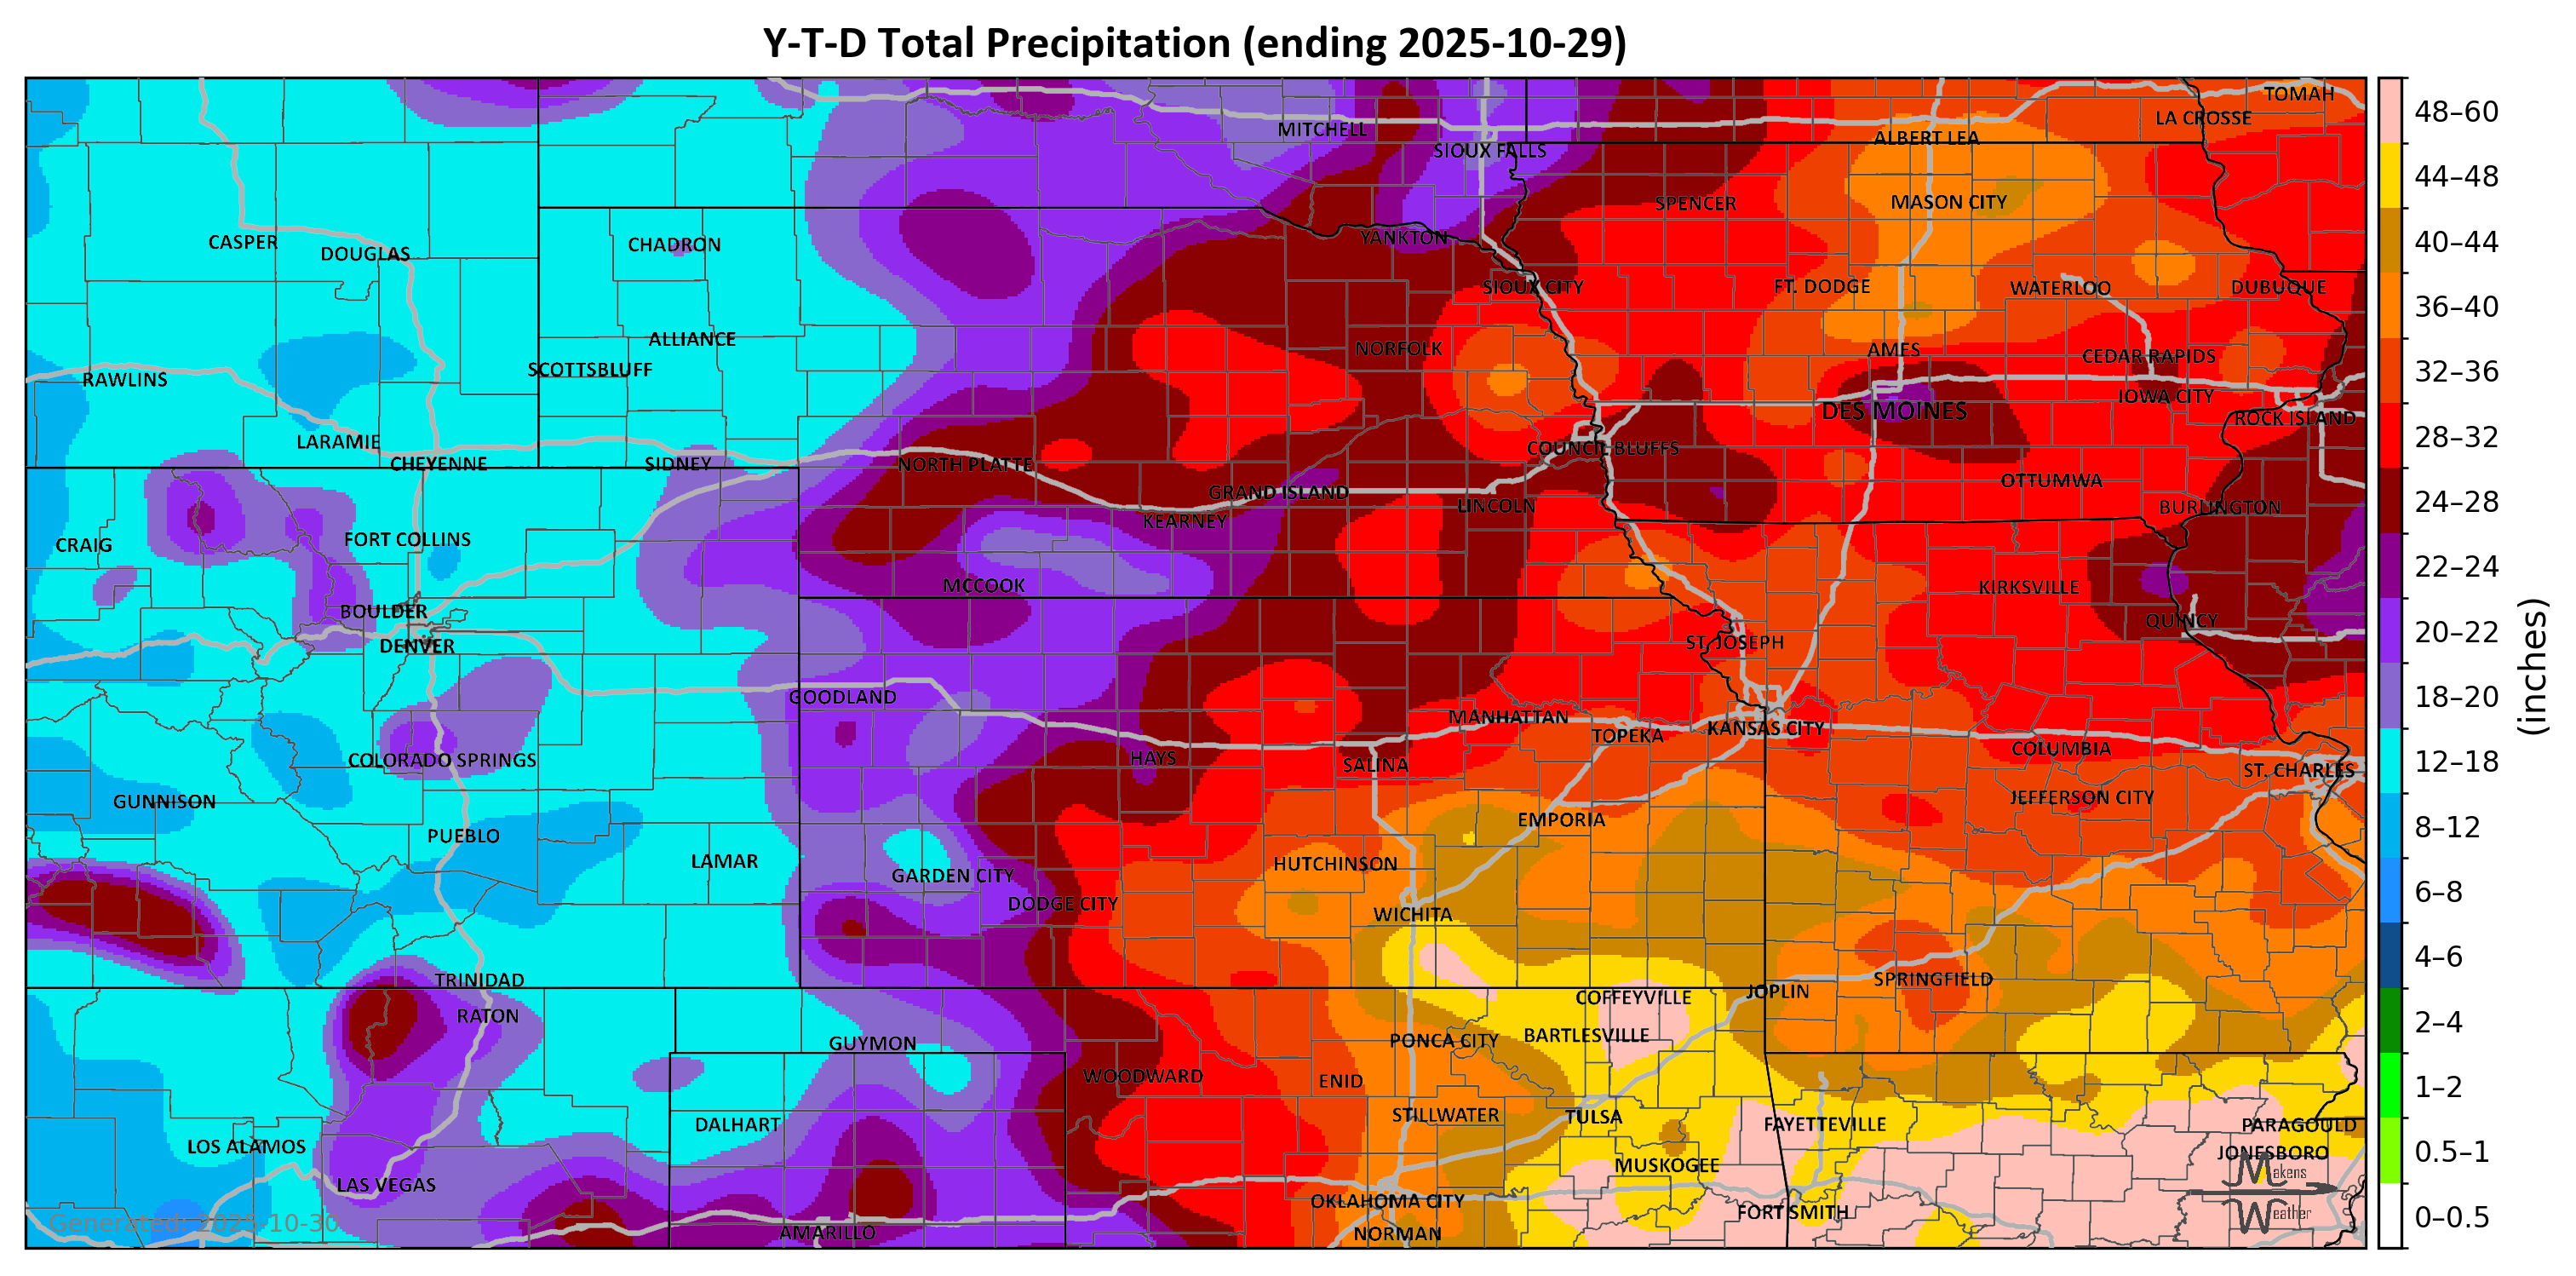 Y-T-D Total Precipitation (ending 2025-10-29)
TOMAH
LA CROSSE
MITCHELL
ALBERT LEA
SIOUX FALLS
SPENCER
MASON CITY
YANKTON
CASPER
CHADRON
DOUGLAS
SIOUX CITY
FT. DODGE
WATERLOO
DUBUQUE
ALLIANCE
NORFOLK
AMES
CEDAR RAPIDS
SCOTTSBLUFF
RAWLINS
IOWA CITY
DES MOINES
ROCK ISLAND
LARAMIE
COUNCIL BLUFFS
CHEYENNE
SIDNEY
NORTH PLATTE
OTTUMWA
GRAND ISLAND
LINCOLN
BURLINGTON
KEARNEY
FORT COLLINS
CRAIG
MCCOOK
KIRKSVILLE
BOULDER
QUINCY
DENVER
ST. JOSEPH
GOODLAND
MANHATTAN
KANSAS CITY
TOPEKA
COLUMBIA
HAYS
COLORADO SPRINGS
SALINA
ST. CHARLES
GUNNISON
JEFFERSON CITY
EMPORIA
PUEBLO
LAMAR
HUTCHINSON
GARDEN CITY
DODGE CITY
WICHITA
TRINIDAD
SPRINGFIELD
JOPLIN
COFFEYVILLE
RATON
BARTLESVILLE
GUYMON
PONCA CITY
WOODWARD
ENID
STILLWATER
TULSA
DALHART
FAYETTEVILLE
PARAGOULD
LOS ALAMOS
JONESBORO
MUSKOGEE
LAS VEGAS
OKLAHOMA CITY
FORT SMITH
AMARILLO
NORMAN
Generated: 2025-10-30
Makens
Weather
48–60
44–48
40–44
36–40
32–36
28–32
24–28
22–24
20–22
18–20
12–18
8–12
6–8
4–6
2–4
1–2
0.5–1
0–0.5
(inches)